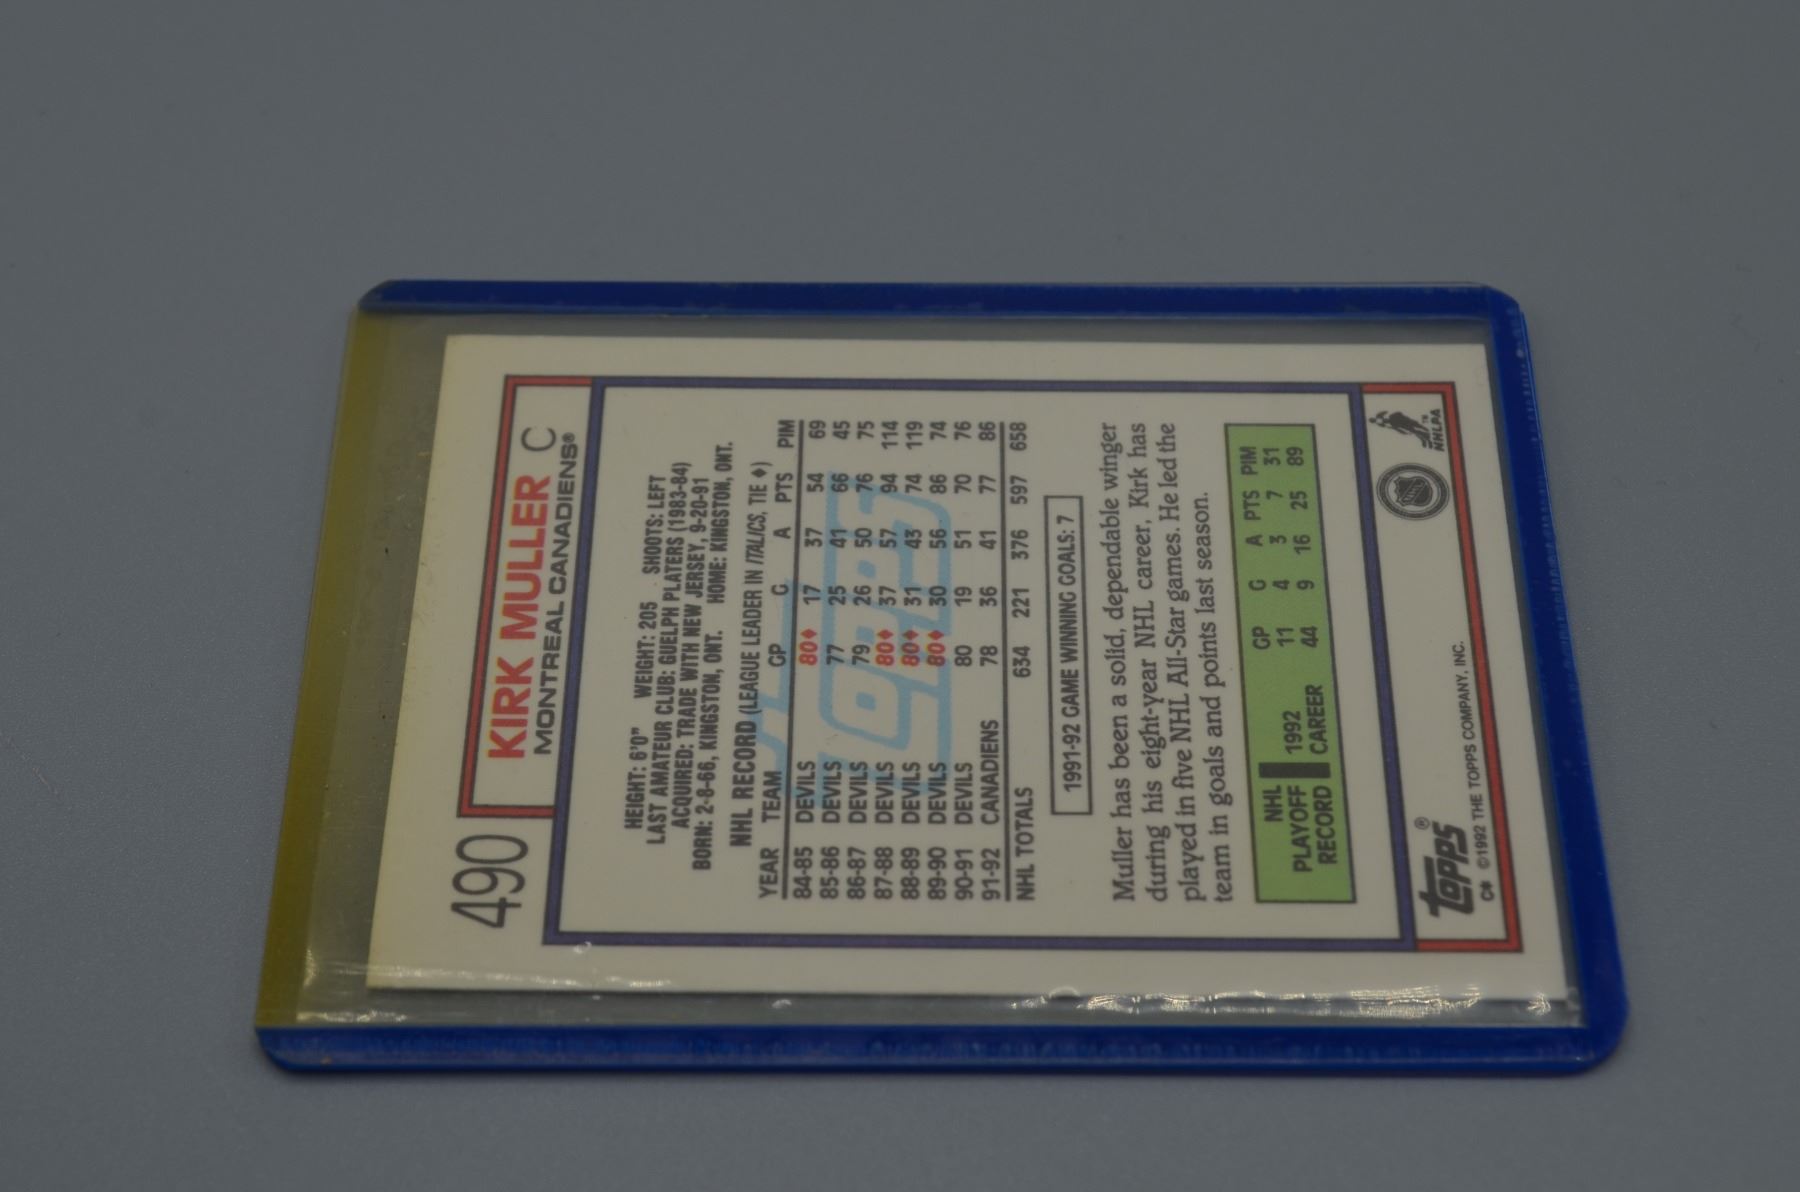 490
KIRK MULLER C
MONTREAL CANADIENS®
HEIGHT: 6'0" WEIGHT: 205 SHOOTS: LEFT
LAST AMATEUR CLUB: GUELPH PLATERS (1983-84)
ACQUIRED: TRADE WITH NEW JERSEY, 9-20-91
BORN: 2-8-66, KINGSTON, ONT. HOME: KINGSTON, ONT.
NHL RECORD (LEAGUE LEADER IN ITALICS, TIE ♦)
YEAR TEAM GP G A PTS PIM
84-85 DEVILS 80♦ 17 37 54 69
85-86 DEVILS 77 25 41 66 45
86-87 DEVILS 79 26 50 76 75
87-88 DEVILS 80♦ 37 57 94 114
88-89 DEVILS 80♦ 31 43 74 119
89-90 DEVILS 80♦ 30 56 86 74
90-91 DEVILS 80 19 51 70 76
91-92 CANADIENS 78 36 41 77 86
NHL TOTALS 634 221 376 597 658
TOPPS
1991-92 GAME WINNING GOALS: 7
Muller has been a solid, dependable winger
during his eight-year NHL career, Kirk has
played in five NHL All-Star games. He led the
team in goals and points last season.
NHL PLAYOFF RECORD
GP G A PTS PIM
1992 11 4 3 7 31
CAREER 44 9 16 25 89
TOPPS®
C* ©1992 THE TOPPS COMPANY, INC.
NHL
NHLPA™